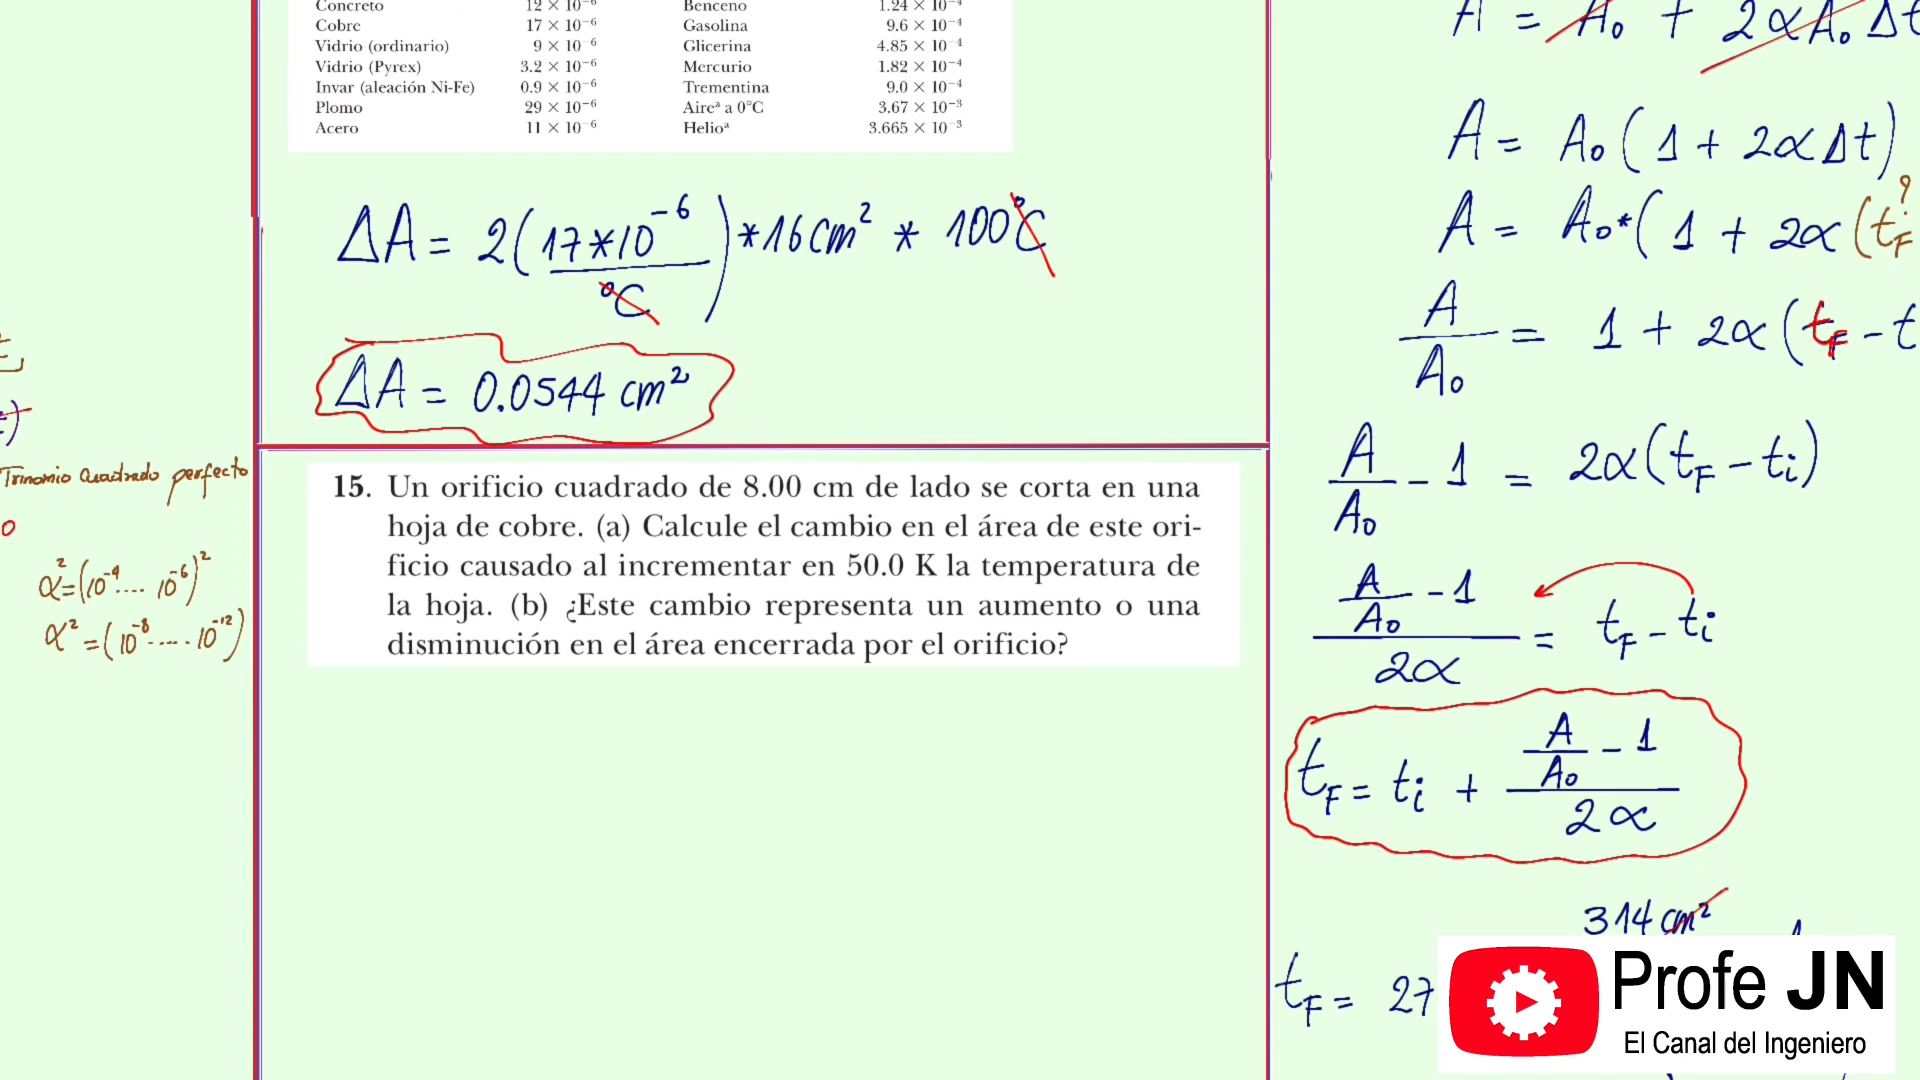 Concreto 12 × 10⁻⁶ Benceno 1.24 × 10⁻⁴
Cobre 17 × 10⁻⁶ Gasolina 9.6 × 10⁻⁴
Vidrio (ordinario) 9 × 10⁻⁶ Glicerina 4.85 × 10⁻⁴
Vidrio (Pyrex) 3.2 × 10⁻⁶ Mercurio 1.82 × 10⁻⁴
Invar (aleación Ni-Fe) 0.9 × 10⁻⁶ Trementina 9.0 × 10⁻⁴
Plomo 29 × 10⁻⁶ Aireᵃ a 0°C 3.67 × 10⁻³
Acero 11 × 10⁻⁶ Helioᵃ 3.665 × 10⁻³
ΔA = 2(17*10⁻⁶/°C)*16cm² * 100°C
ΔA = 0.0544 cm²
Trinomio Cuadrado perfecto
0
α²=(10⁻⁴.... 10⁻⁶)²
α²=(10⁻⁸..... 10⁻¹²)
15. Un orificio cuadrado de 8.00 cm de lado se corta en una
hoja de cobre. (a) Calcule el cambio en el área de este ori-
ficio causado al incrementar en 50.0 K la temperatura de
la hoja. (b) ¿Este cambio representa un aumento o una
disminución en el área encerrada por el orificio?
A = A₀ + 2αA₀Δt
A = A₀(1 + 2αΔt)
?
A = A₀*(1 + 2α(tF
A/A₀ = 1 + 2α(tF - t
A/A₀ - 1 = 2α(tF - ti)
(A/A₀ - 1)/2α = tF - ti
tF = ti + (A/A₀ - 1)/2α
314 cm²
tF = 27
Profe JN
El Canal del Ingeniero